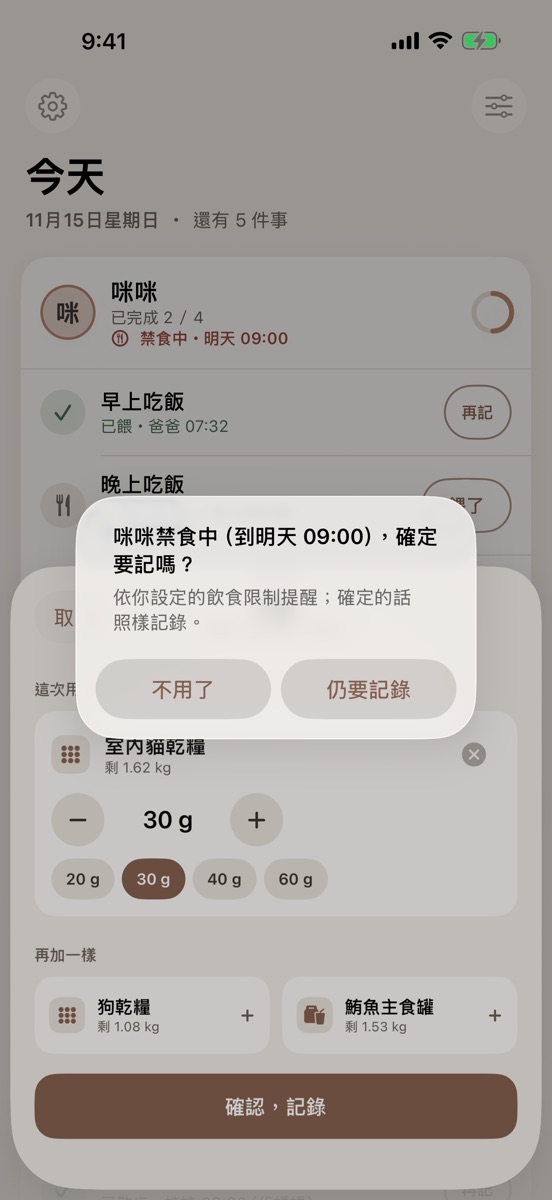 9:41
今天
11月15日星期日 · 還有 5 件事
咪
咪咪
已完成 2 / 4
禁食中・明天 09:00
早上吃飯
已餵・爸爸 07:32
再記
晚上吃飯
餵了
咪咪禁食中 (到明天 09:00)，確定
要記嗎？
依你設定的飲食限制提醒；確定的話
照樣記錄。
不用了
仍要記錄
取
這次用
室內貓乾糧
剩 1.62 kg
30 g
20 g
30 g
40 g
60 g
再加一樣
狗乾糧
剩 1.08 kg
鮪魚主食罐
剩 1.53 kg
確認，記錄